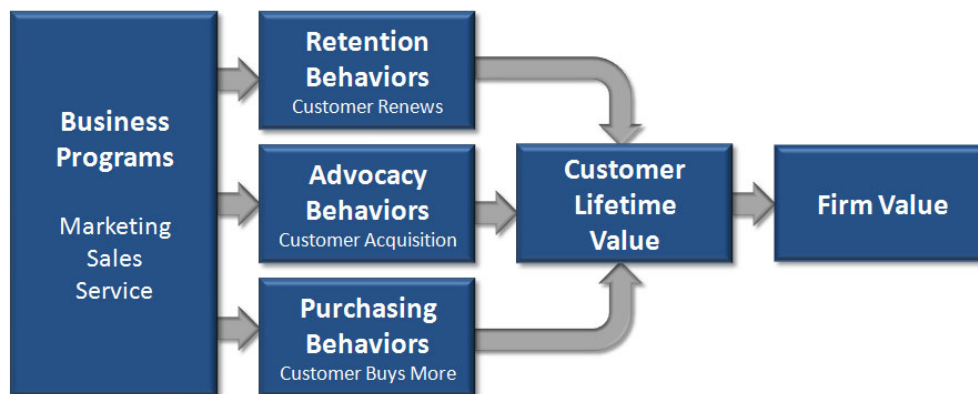 Business
Programs
Marketing
Sales
Service
Retention
Behaviors
Customer Renews
Advocacy
Behaviors
Customer Acquisition
Purchasing
Behaviors
Customer Buys More
Customer
Lifetime
Value
Firm Value